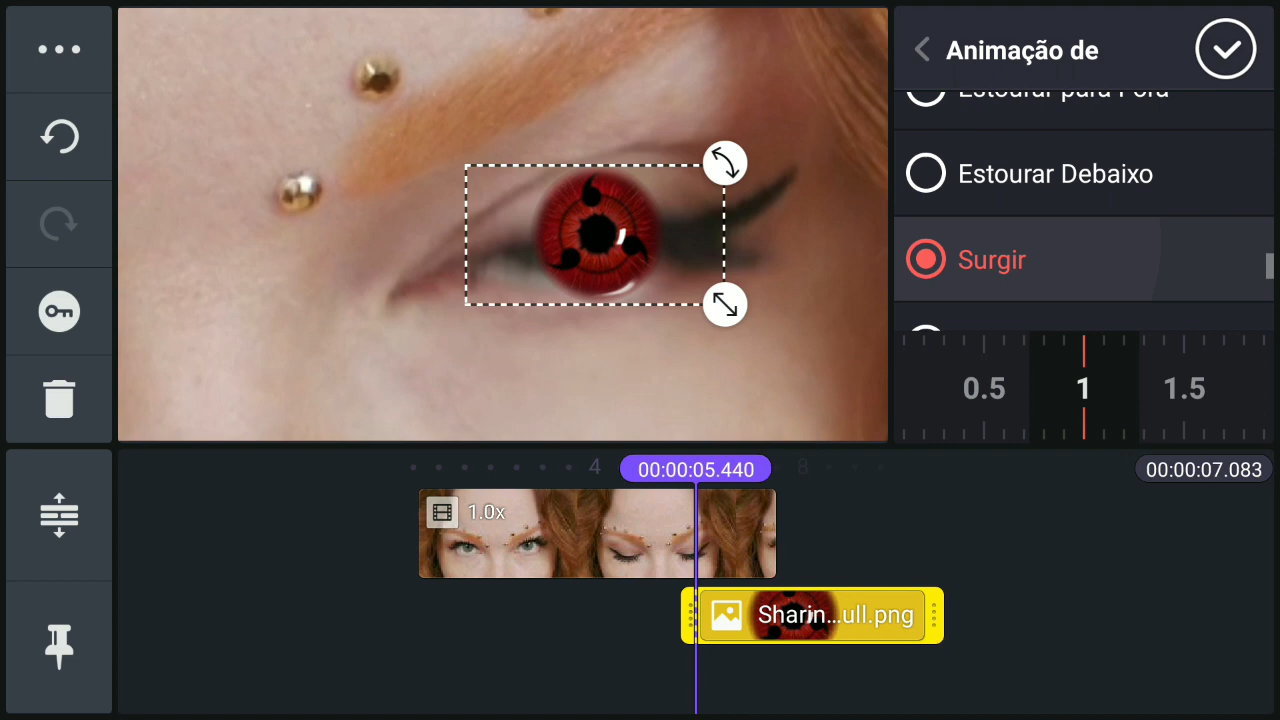 Animação de
Estourar para Fora
Estourar Debaixo
Surgir
0.5 1 1.5
4 00:00:05.440 8 00:00:07.083
1.0x
Sharin...ull.png